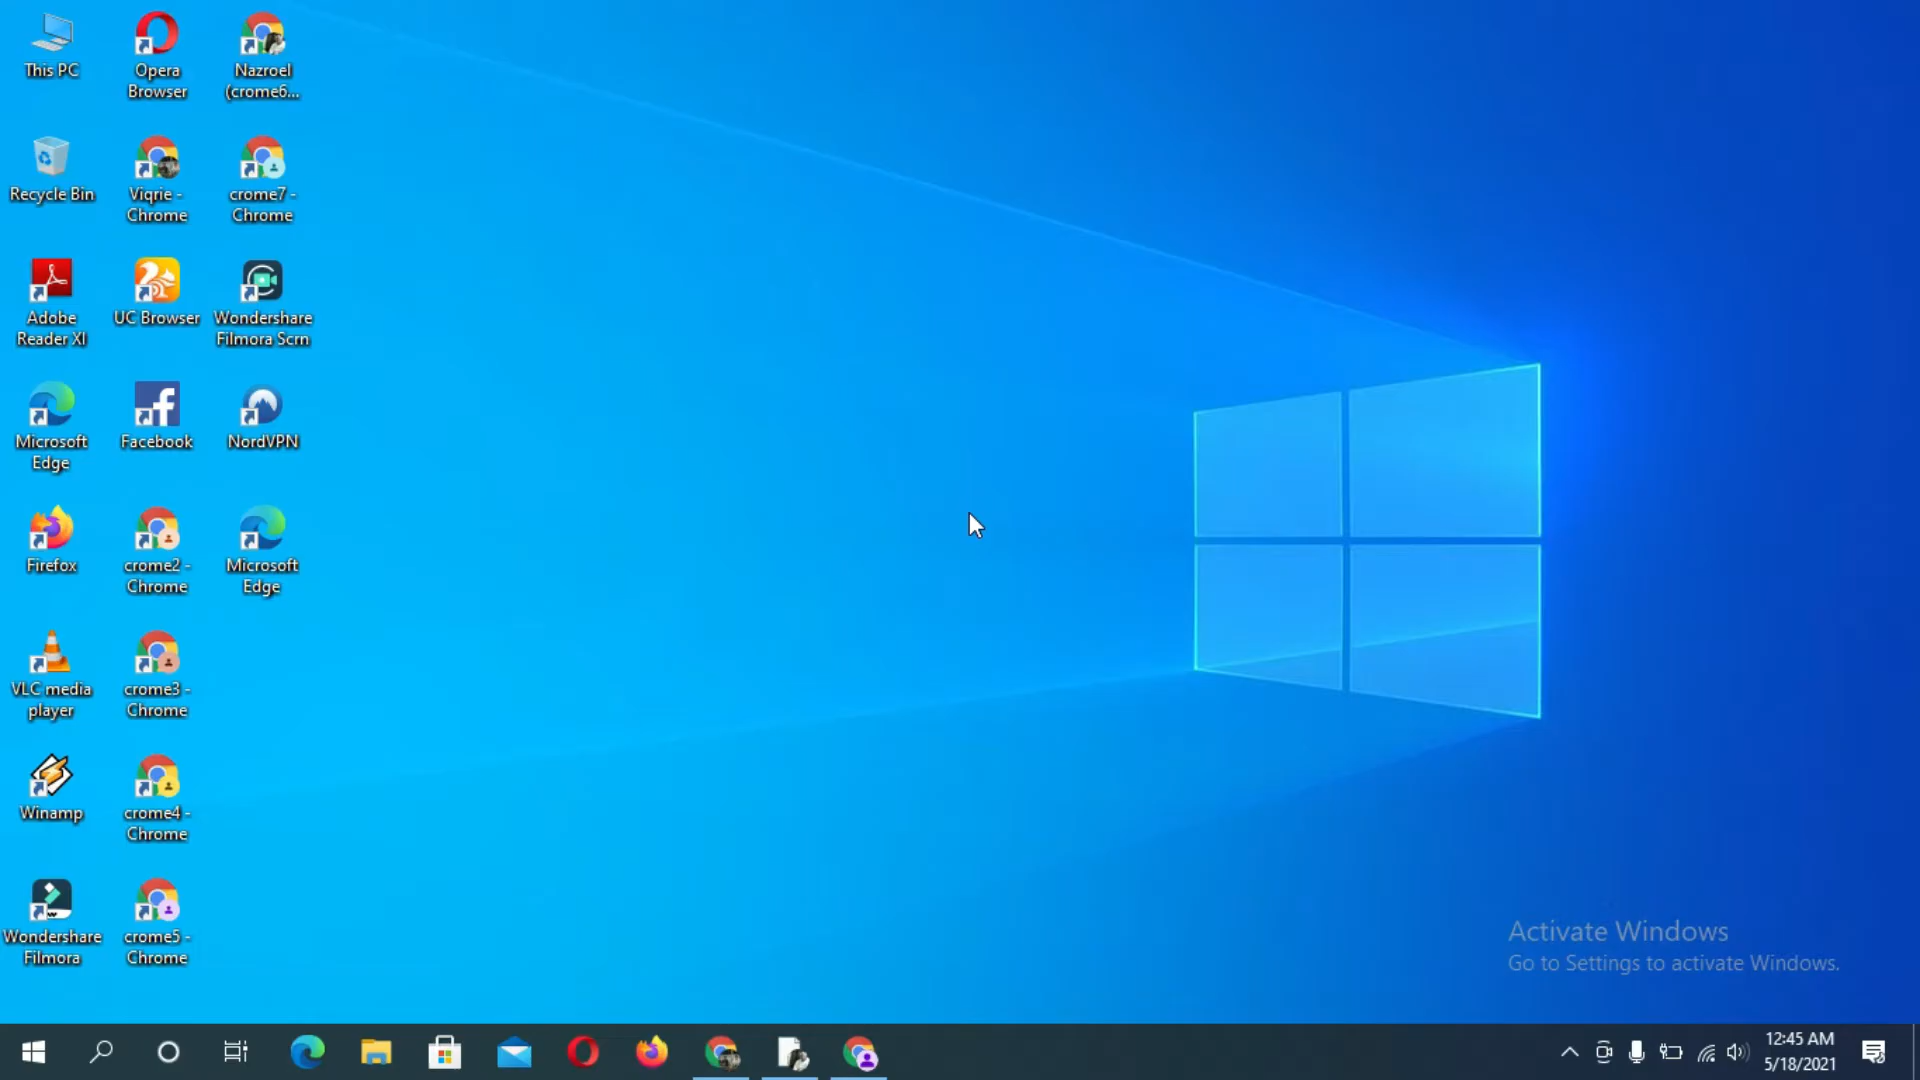 This PC
Opera
Browser
Nazroel
(crome6...
Recycle Bin
Viqrie -
Chrome
crome7 -
Chrome
Adobe
Reader XI
UC Browser
Wondershare
Filmora Scrn
Microsoft
Edge
Facebook
NordVPN
Firefox
crome2 -
Chrome
Microsoft
Edge
VLC media
player
crome3 -
Chrome
Winamp
crome4 -
Chrome
Wondershare
Filmora
crome5 -
Chrome
Activate Windows
Go to Settings to activate Windows.
12:45 AM
5/18/2021